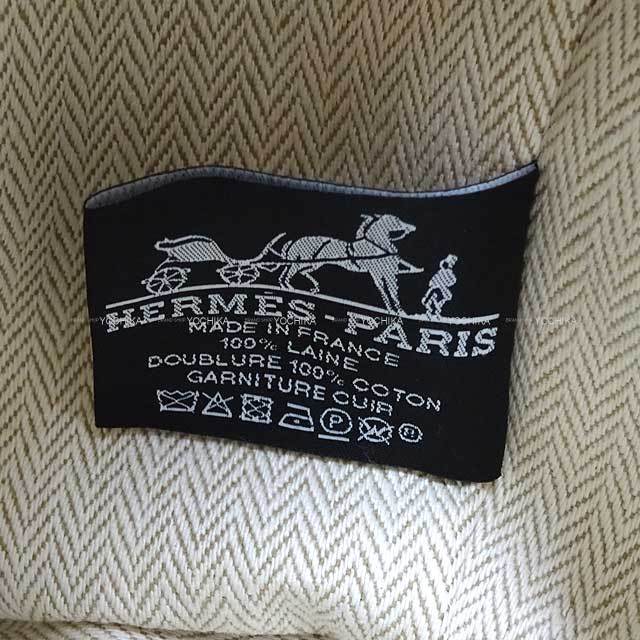 HERMES-PARIS
MADE IN FRANCE
100% LAINE
DOUBLURE 100% COTON
GARNITURE CUIR
P W